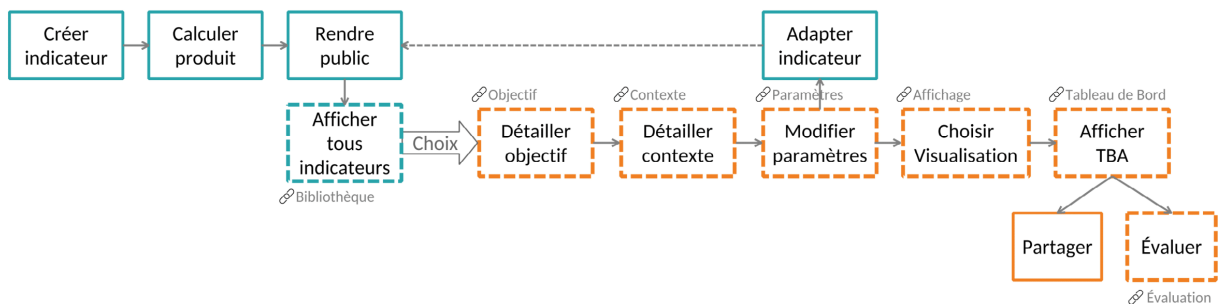 Créer
indicateur
Calculer
produit
Rendre
public
Adapter
indicateur
Afficher
tous
indicateurs
Bibliothèque
Choix
Objectif
Détailler
objectif
Contexte
Détailler
contexte
Paramètres
Modifier
paramètres
Affichage
Choisir
Visualisation
Tableau de Bord
Afficher
TBA
Partager
Évaluer
Évaluation